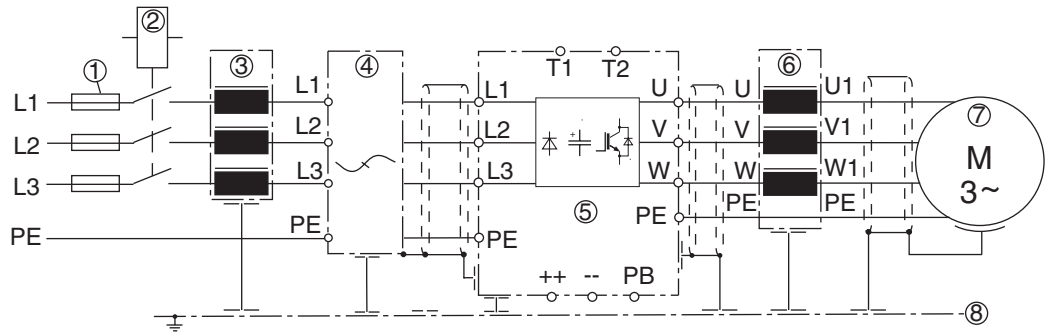 ②
① ③ ④ T1 T2 ⑥
L1 L1 L1 U U U1
⑦
L2 L2 L2 V V V1 M
L3 L3 L3 W W W1 3~
⑤ PE PE PE
PE PE PE
++ -- PB
⑧